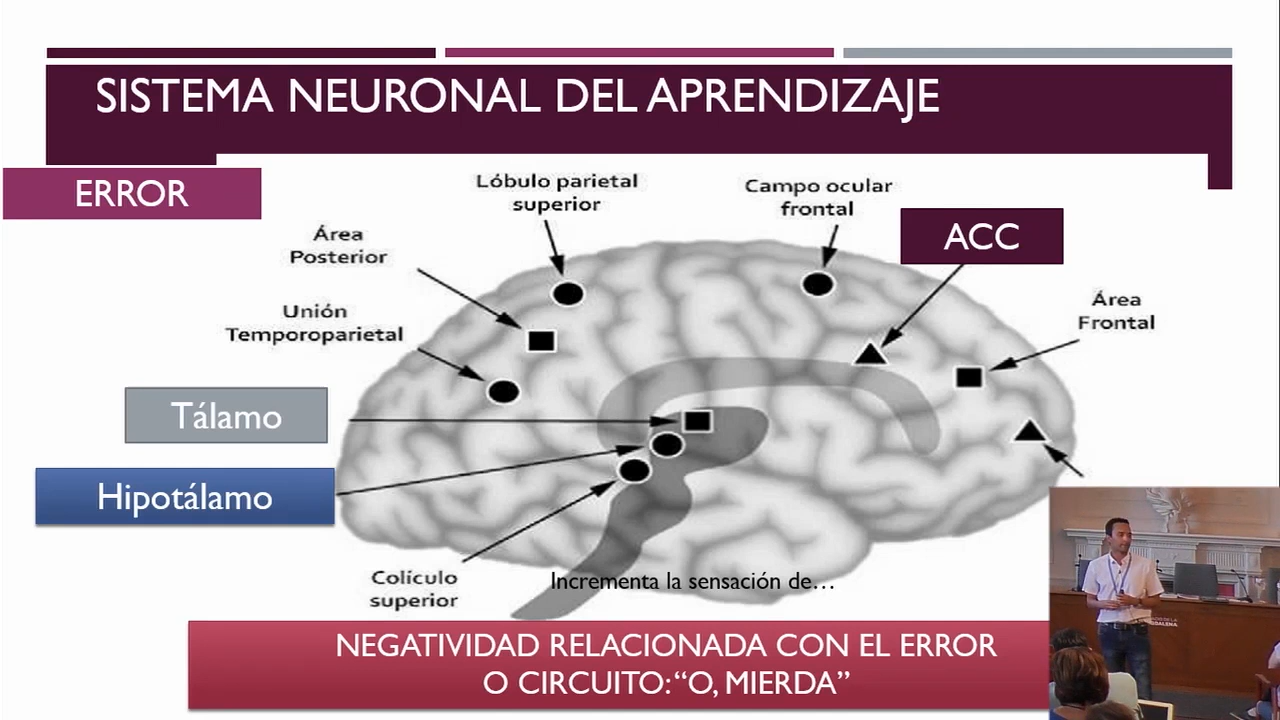 SISTEMA NEURONAL DEL APRENDIZAJE
ERROR
Lóbulo parietal
superior
Campo ocular
frontal
ACC
Área
Posterior
Área
Frontal
Unión
Temporoparietal
Tálamo
Hipotálamo
Colículo
superior
Incrementa la sensación de...
NEGATIVIDAD RELACIONADA CON EL ERROR
O CIRCUITO: “O, MIERDA”